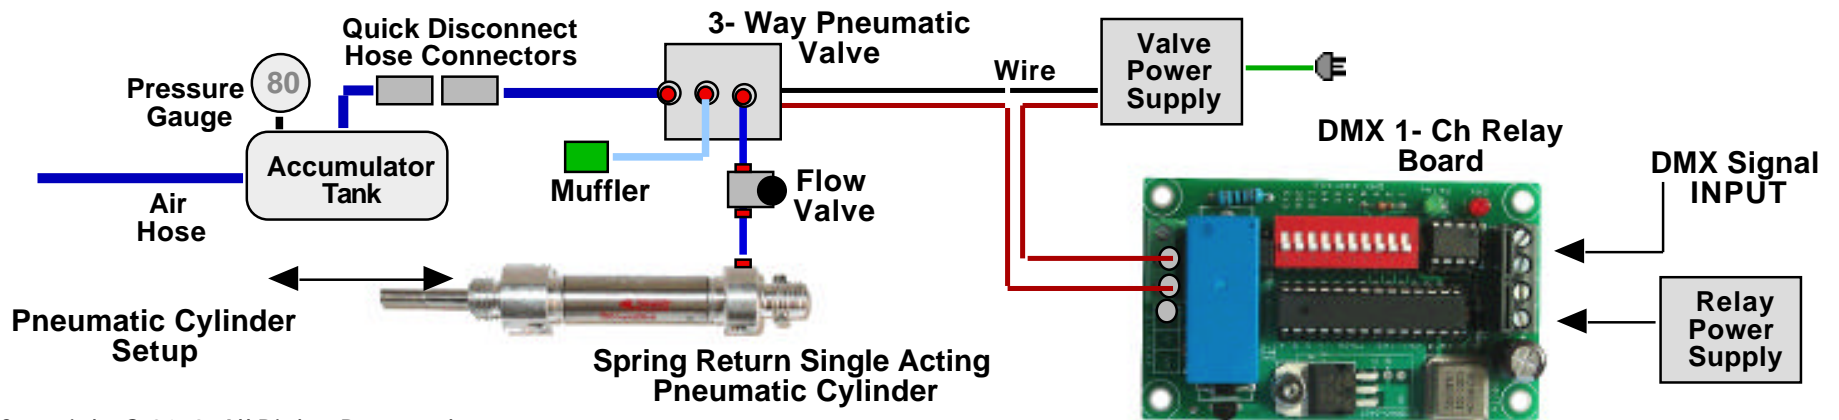 Quick Disconnect
Hose Connectors
3- Way Pneumatic
Valve
Valve
Power
Supply
Wire
Pressure
Gauge
80
Accumulator
Tank
Air
Hose
Muffler
Flow
Valve
DMX 1- Ch Relay
Board
DMX Signal
INPUT
Relay
Power
Supply
Pneumatic Cylinder
Setup
Spring Return Single Acting
Pneumatic Cylinder